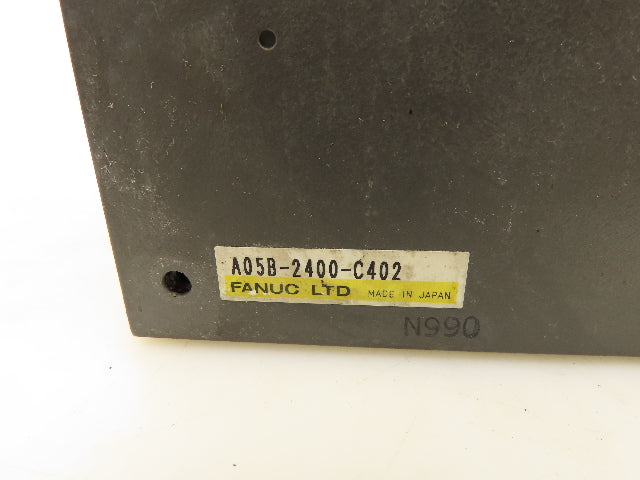 A05B-2400-C402
FANUC LTD MADE IN JAPAN
N990